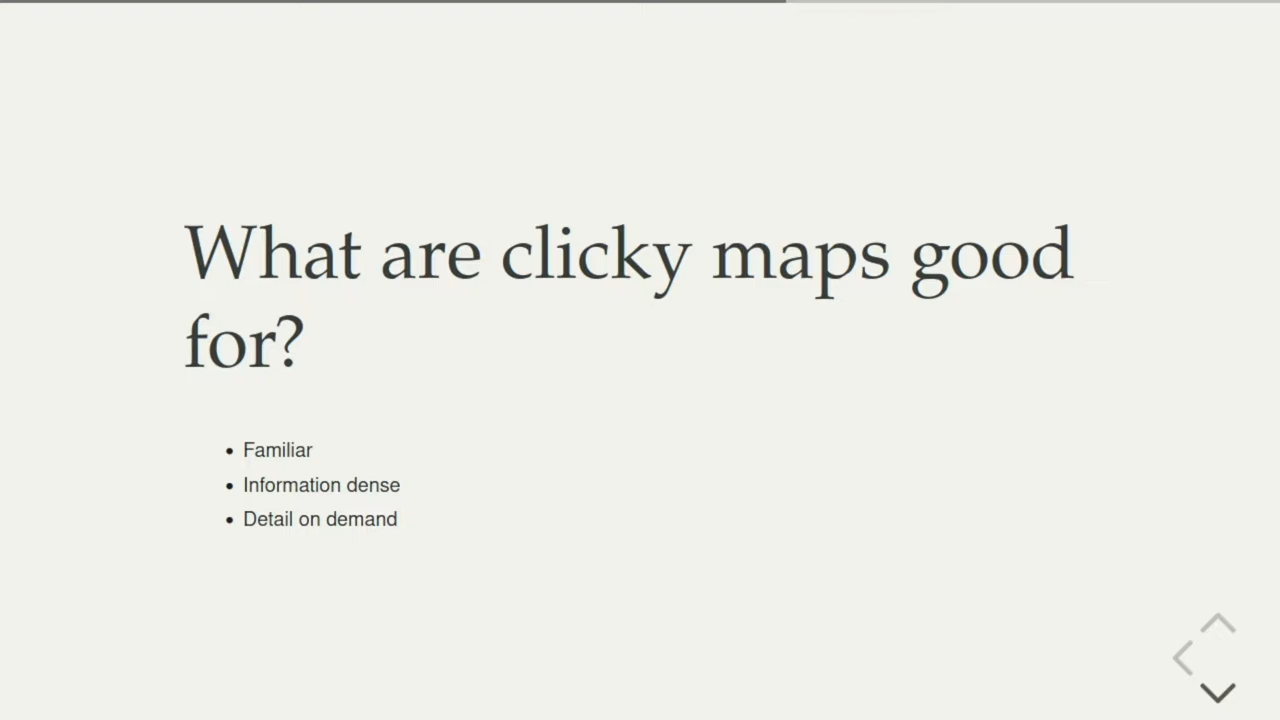 What are clicky maps good
for?
• Familiar
• Information dense
• Detail on demand